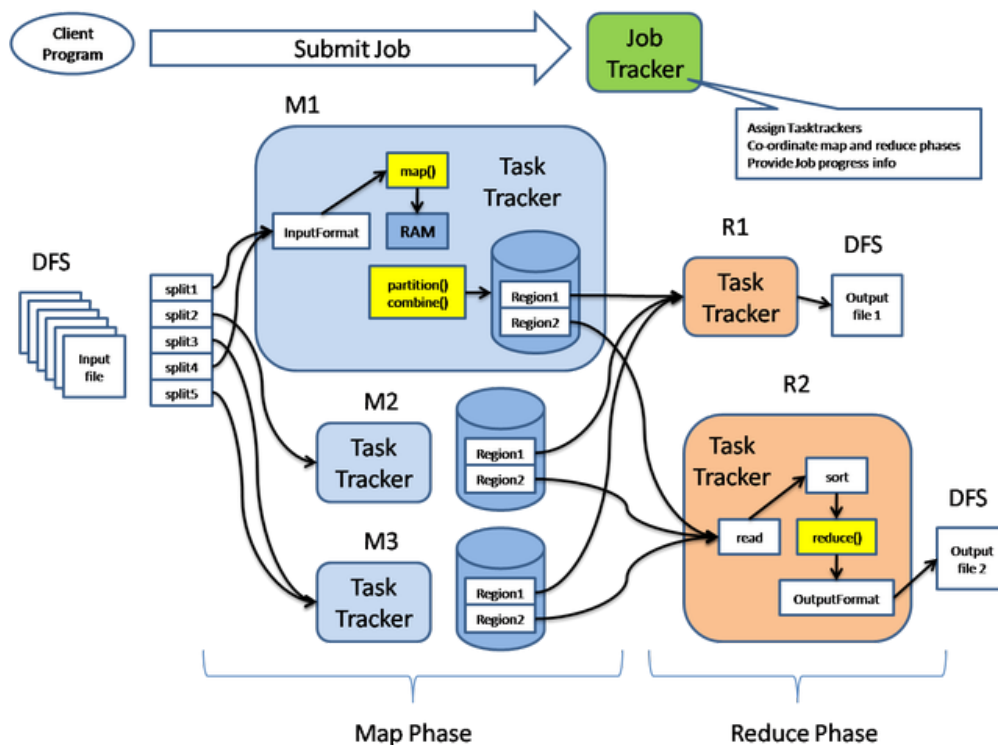 Client
Program
Submit Job
Job
Tracker
Assign Tasktrackers
Co-ordinate map and reduce phases
Provide Job progress info
M1
Task
Tracker
map()
InputFormat
RAM
partition()
combine()
Region1
Region2
DFS
Input
file
split1
split2
split3
split4
split5
M2
Task
Tracker
Region1
Region2
M3
Task
Tracker
Region1
Region2
R1
Task
Tracker
DFS
Output
file 1
R2
Task
Tracker
sort
read
reduce()
OutputFormat
DFS
Output
file 2
Map Phase
Reduce Phase